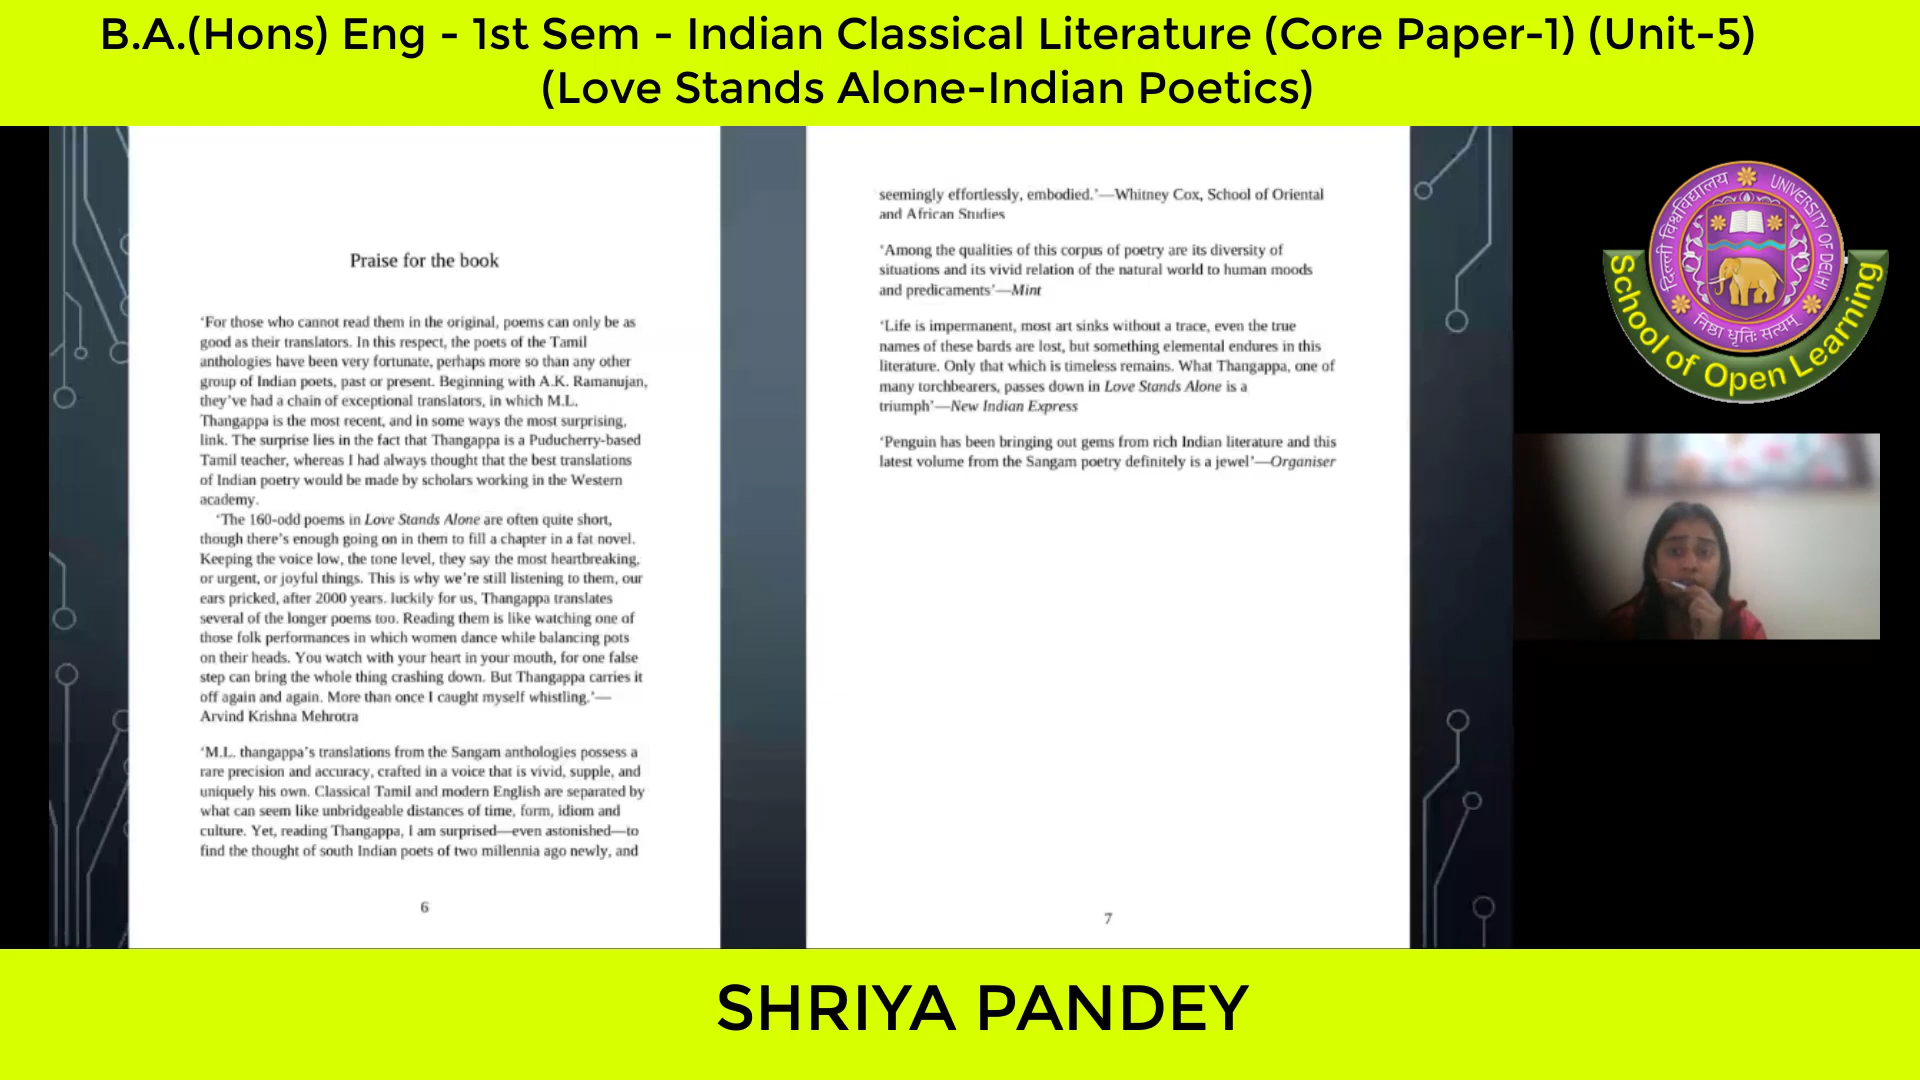 B.A.(Hons) Eng - 1st Sem - Indian Classical Literature (Core Paper-1) (Unit-5)
(Love Stands Alone-Indian Poetics)
Praise for the book
‘For those who cannot read them in the original, poems can only be as
good as their translators. In this respect, the poets of the Tamil
anthologies have been very fortunate, perhaps more so than any other
group of Indian poets, past or present. Beginning with A.K. Ramanujan,
they’ve had a chain of exceptional translators, in which M.L.
Thangappa is the most recent, and in some ways the most surprising,
link. The surprise lies in the fact that Thangappa is a Puducherry-based
Tamil teacher, whereas I had always thought that the best translations
of Indian poetry would be made by scholars working in the Western
academy.
‘The 160-odd poems in Love Stands Alone are often quite short,
though there’s enough going on in them to fill a chapter in a fat novel.
Keeping the voice low, the tone level, they say the most heartbreaking,
or urgent, or joyful things. This is why we’re still listening to them, our
ears pricked, after 2000 years. luckily for us, Thangappa translates
several of the longer poems too. Reading them is like watching one of
those folk performances in which women dance while balancing pots
on their heads. You watch with your heart in your mouth, for one false
step can bring the whole thing crashing down. But Thangappa carries it
off again and again. More than once I caught myself whistling.’—
Arvind Krishna Mehrotra
‘M.L. thangappa’s translations from the Sangam anthologies possess a
rare precision and accuracy, crafted in a voice that is vivid, supple, and
uniquely his own. Classical Tamil and modern English are separated by
what can seem like unbridgeable distances of time, form, idiom and
culture. Yet, reading Thangappa, I am surprised—even astonished—to
find the thought of south Indian poets of two millennia ago newly, and
6
seemingly effortlessly, embodied.’—Whitney Cox, School of Oriental
and African Studies
‘Among the qualities of this corpus of poetry are its diversity of
situations and its vivid relation of the natural world to human moods
and predicaments’—Mint
‘Life is impermanent, most art sinks without a trace, even the true
names of these bards are lost, but something elemental endures in this
literature. Only that which is timeless remains. What Thangappa, one of
many torchbearers, passes down in Love Stands Alone is a
triumph’—New Indian Express
‘Penguin has been bringing out gems from rich Indian literature and this
latest volume from the Sangam poetry definitely is a jewel’—Organiser
7
दिल्ली विश्वविद्यालय
UNIVERSITY OF DELHI
निष्ठा धृतिः सत्यम्
School of Open Learning
SHRIYA PANDEY